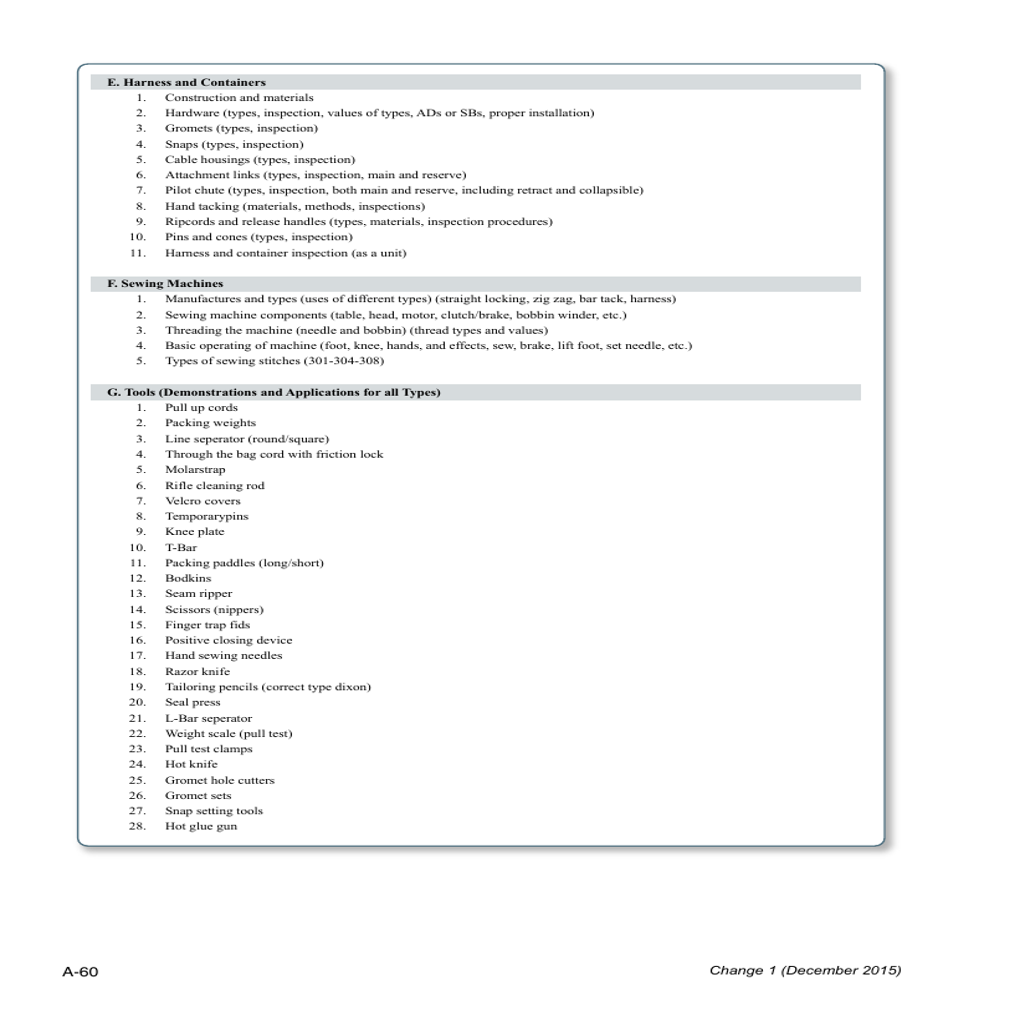 E. Harness and Containers
1. Construction and materials
2. Hardware (types, inspection, values of types, ADs or SBs, proper installation)
3. Gromets (types, inspection)
4. Snaps (types, inspection)
5. Cable housings (types, inspection)
6. Attachment links (types, inspection, main and reserve)
7. Pilot chute (types, inspection, both main and reserve, including retract and collapsible)
8. Hand tacking (materials, methods, inspections)
9. Ripcords and release handles (types, materials, inspection procedures)
10. Pins and cones (types, inspection)
11. Harness and container inspection (as a unit)
F. Sewing Machines
1. Manufactures and types (uses of different types) (straight locking, zig zag, bar tack, harness)
2. Sewing machine components (table, head, motor, clutch/brake, bobbin winder, etc.)
3. Threading the machine (needle and bobbin) (thread types and values)
4. Basic operating of machine (foot, knee, hands, and effects, sew, brake, lift foot, set needle, etc.)
5. Types of sewing stitches (301-304-308)
G. Tools (Demonstrations and Applications for all Types)
1. Pull up cords
2. Packing weights
3. Line seperator (round/square)
4. Through the bag cord with friction lock
5. Molarstrap
6. Rifle cleaning rod
7. Velcro covers
8. Temporarypins
9. Knee plate
10. T-Bar
11. Packing paddles (long/short)
12. Bodkins
13. Seam ripper
14. Scissors (nippers)
15. Finger trap fids
16. Positive closing device
17. Hand sewing needles
18. Razor knife
19. Tailoring pencils (correct type dixon)
20. Seal press
21. L-Bar seperator
22. Weight scale (pull test)
23. Pull test clamps
24. Hot knife
25. Gromet hole cutters
26. Gromet sets
27. Snap setting tools
28. Hot glue gun
A-60
Change 1 (December 2015)